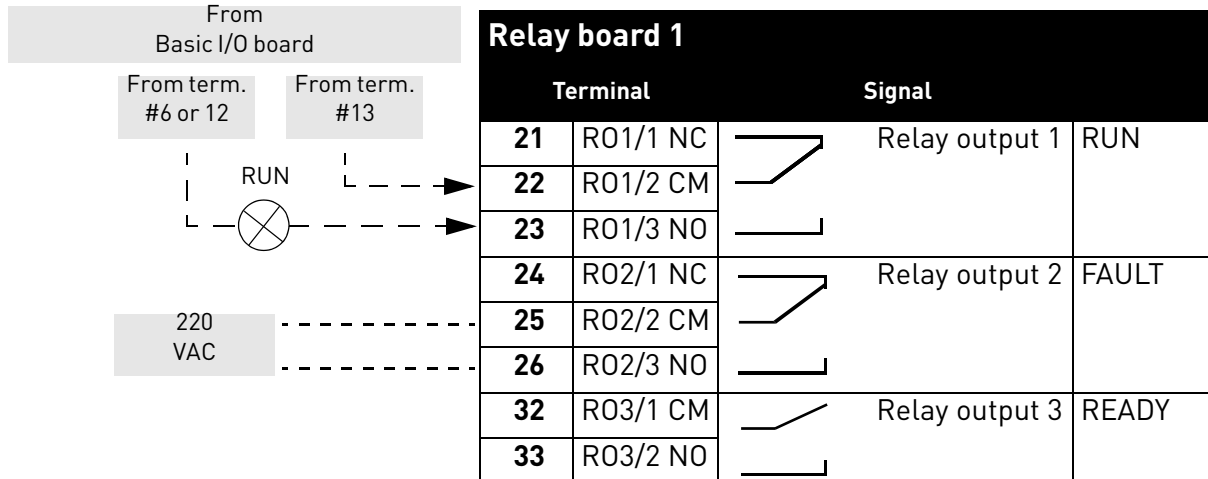 From
Basic I/O board
From term.
#6 or 12
From term.
#13
RUN
220
VAC
Relay board 1
Terminal Signal
21 RO1/1 NC Relay output 1 RUN
22 RO1/2 CM
23 RO1/3 NO
24 RO2/1 NC Relay output 2 FAULT
25 RO2/2 CM
26 RO2/3 NO
32 RO3/1 CM Relay output 3 READY
33 RO3/2 NO